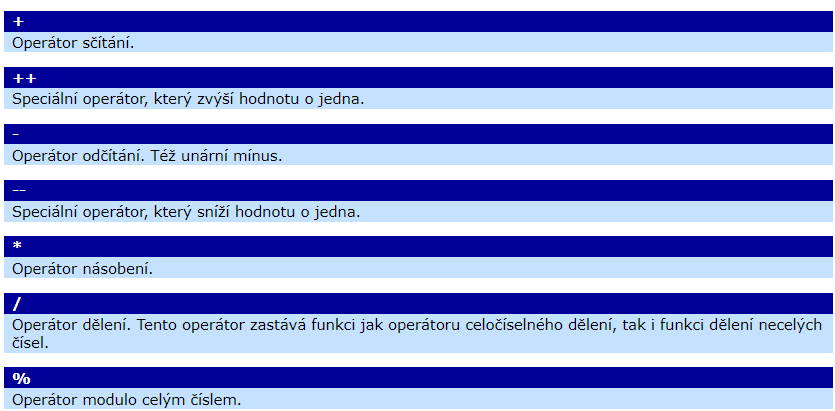 +
Operátor sčítání.
++
Speciální operátor, který zvýší hodnotu o jedna.
-
Operátor odčítání. Též unární mínus.
--
Speciální operátor, který sníží hodnotu o jedna.
*
Operátor násobení.
/
Operátor dělení. Tento operátor zastává funkci jak operátoru celočíselného dělení, tak i funkci dělení necelých
čísel.
%
Operátor modulo celým číslem.